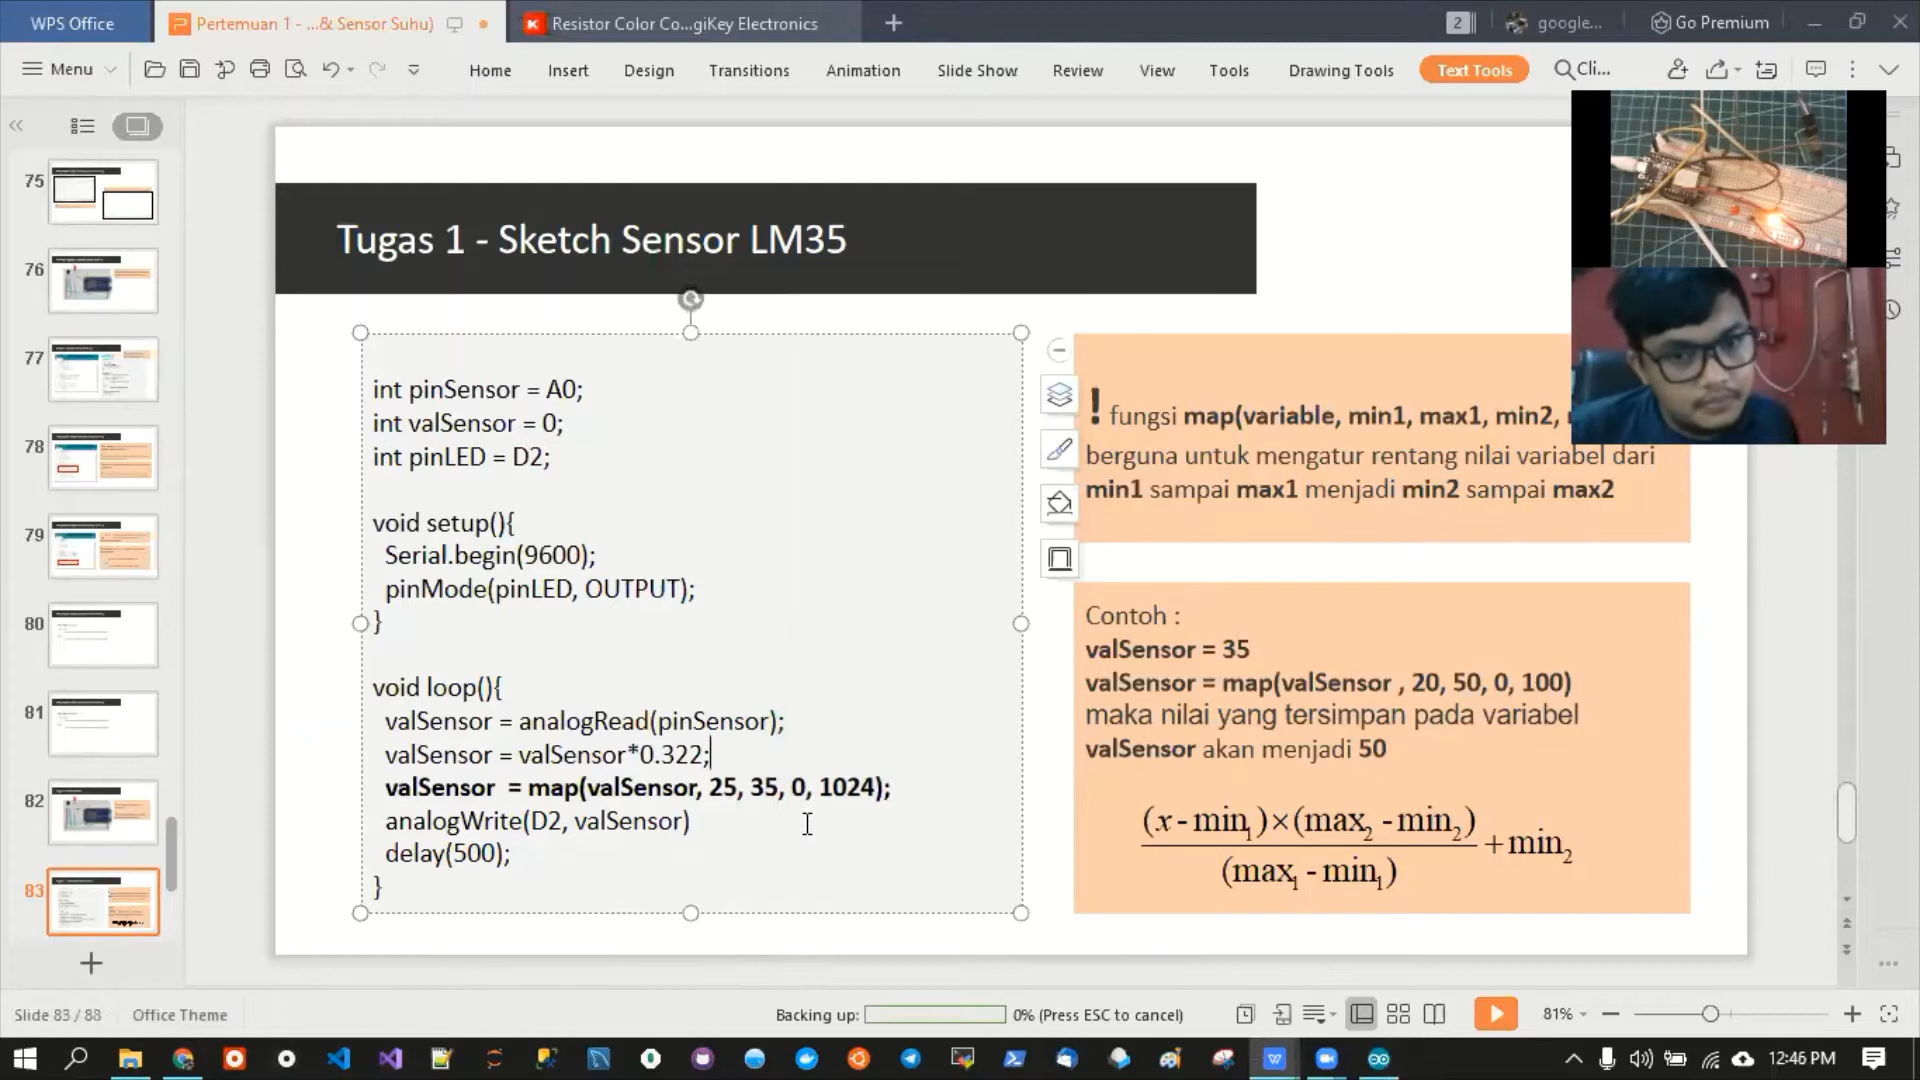 WPS Office
Pertemuan 1 - ...& Sensor Suhu)
Resistor Color Co...giKey Electronics
2
google...
Go Premium
Menu
Home
Insert
Design
Transitions
Animation
Slide Show
Review
View
Tools
Drawing Tools
Text Tools
Cli...
75
76
77
78
79
80
81
82
83
Tugas 1 - Sketch Sensor LM35
int pinSensor = A0;
int valSensor = 0;
int pinLED = D2;
void setup(){
Serial.begin(9600);
pinMode(pinLED, OUTPUT);
}
void loop(){
valSensor = analogRead(pinSensor);
valSensor = valSensor*0.322;
valSensor = map(valSensor, 25, 35, 0, 1024);
analogWrite(D2, valSensor)
delay(500);
}
! fungsi map(variable, min1, max1, min2,
berguna untuk mengatur rentang nilai variabel dari
min1 sampai max1 menjadi min2 sampai max2
Contoh :
valSensor = 35
valSensor = map(valSensor , 20, 50, 0, 100)
maka nilai yang tersimpan pada variabel
valSensor akan menjadi 50
(x - min1) × (max2 - min2)
(max1 - min1)
+ min2
Slide 83 / 88
Office Theme
Backing up:
0% (Press ESC to cancel)
81%
12:46 PM